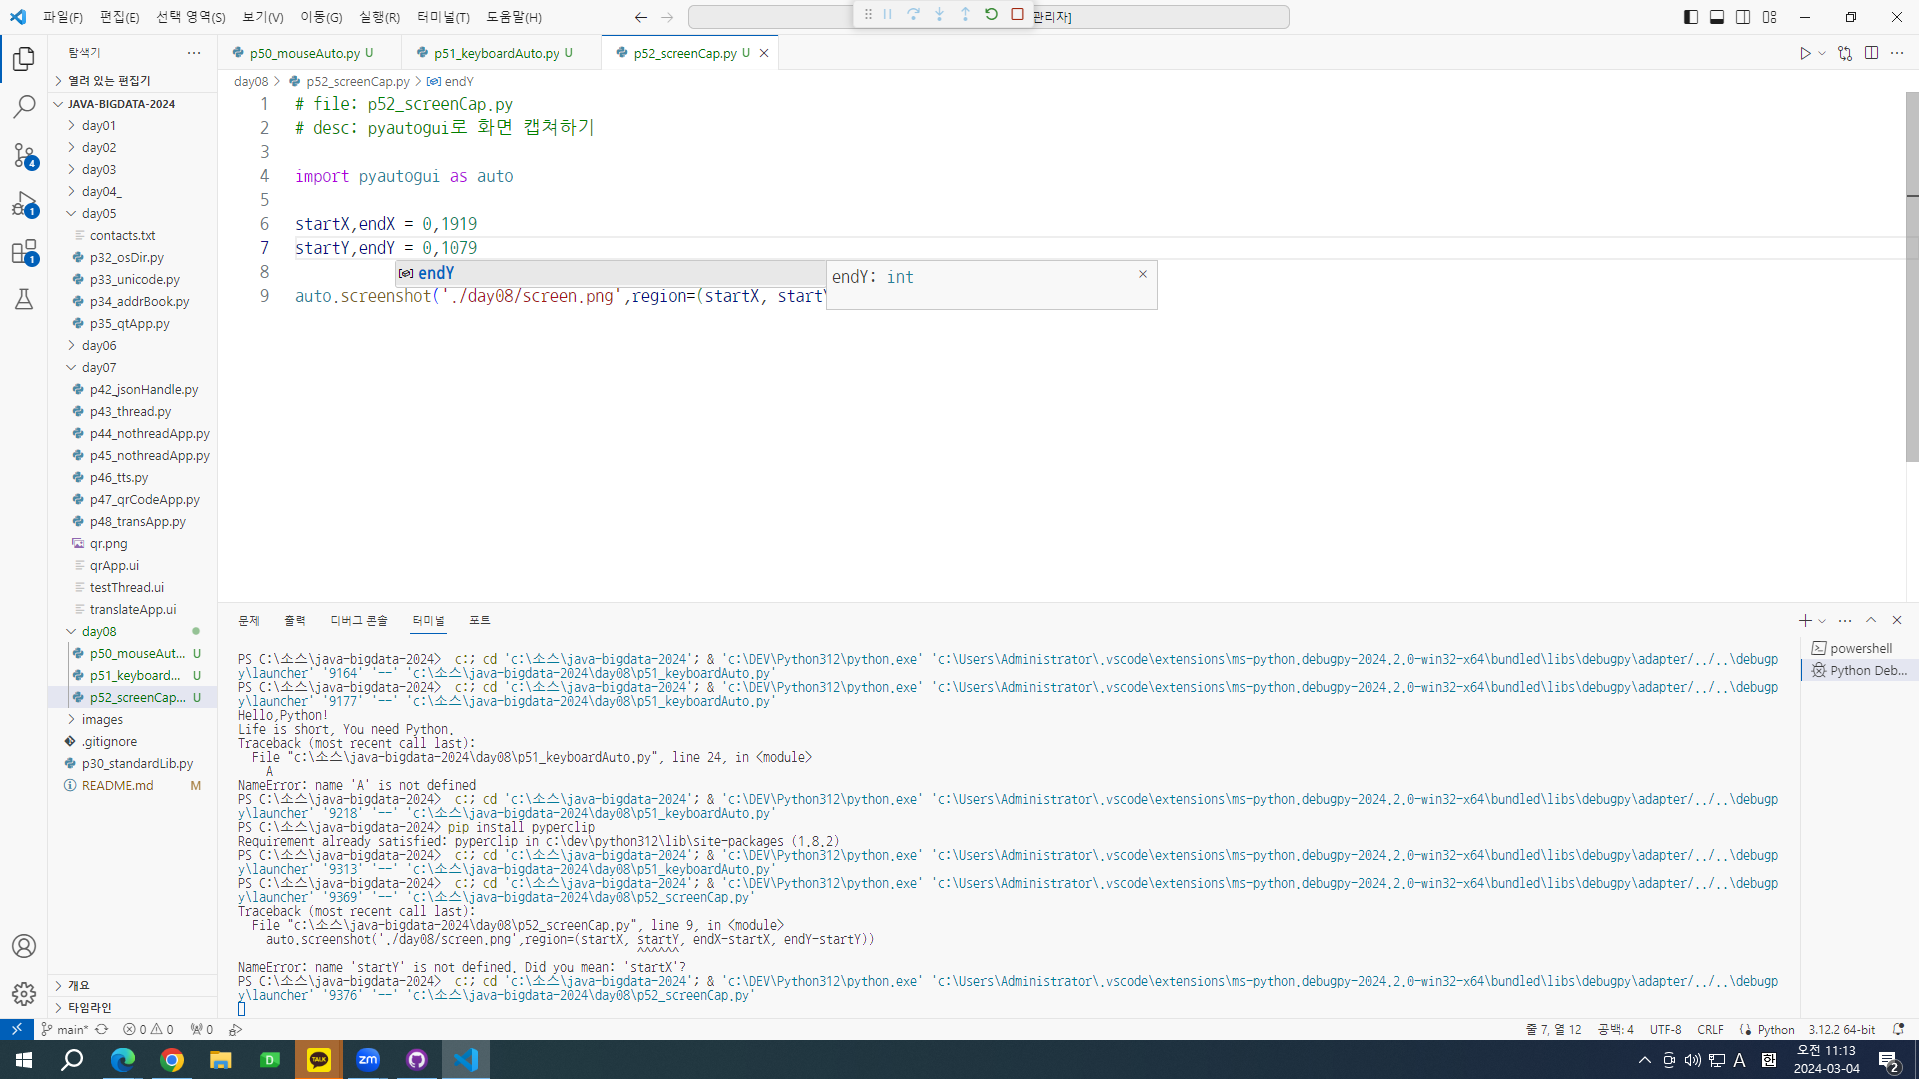 파일(F) 편집(E) 선택 영역(S) 보기(V) 이동(G) 실행(R) 터미널(T) 도움말(H)
관리자]
탐색기
p50_mouseAuto.py U
p51_keyboardAuto.py U
p52_screenCap.py U
day08 > p52_screenCap.py > endY
열려 있는 편집기
JAVA-BIGDATA-2024
day01
day02
day03
day04_
day05
contacts.txt
p32_osDir.py
p33_unicode.py
p34_addrBook.py
p35_qtApp.py
day06
day07
p42_jsonHandle.py
p43_thread.py
p44_nothreadApp.py
p45_nothreadApp.py
p46_tts.py
p47_qrCodeApp.py
p48_transApp.py
qr.png
qrApp.ui
testThread.ui
translateApp.ui
day08
p50_mouseAut... U
p51_keyboard... U
p52_screenCap... U
images
.gitignore
p30_standardLib.py
README.md M
개요
타임라인
4
1
1
1 # file: p52_screenCap.py
2 # desc: pyautogui로 화면 캡쳐하기
3
4 import pyautogui as auto
5
6 startX,endX = 0,1919
7 startY,endY = 0,1079
8
endY
endY: int
9 auto.screenshot('./day08/screen.png',region=(startX, startY
문제 출력 디버그 콘솔 터미널 포트
powershell
Python Deb...
PS C:\소스\java-bigdata-2024>  c:; cd 'c:\소스\java-bigdata-2024'; & 'c:\DEV\Python312\python.exe' 'c:\Users\Administrator\.vscode\extensions\ms-python.debugpy-2024.2.0-win32-x64\bundled\libs\debugpy\adapter/../..\debugp
y\launcher' '9164' '--' 'c:\소스\java-bigdata-2024\day08\p51_keyboardAuto.py'
PS C:\소스\java-bigdata-2024>  c:; cd 'c:\소스\java-bigdata-2024'; & 'c:\DEV\Python312\python.exe' 'c:\Users\Administrator\.vscode\extensions\ms-python.debugpy-2024.2.0-win32-x64\bundled\libs\debugpy\adapter/../..\debugp
y\launcher' '9177' '--' 'c:\소스\java-bigdata-2024\day08\p51_keyboardAuto.py'
Hello,Python!
Life is short, You need Python.
Traceback (most recent call last):
File "c:\소스\java-bigdata-2024\day08\p51_keyboardAuto.py", line 24, in <module>
A
NameError: name 'A' is not defined
PS C:\소스\java-bigdata-2024>  c:; cd 'c:\소스\java-bigdata-2024'; & 'c:\DEV\Python312\python.exe' 'c:\Users\Administrator\.vscode\extensions\ms-python.debugpy-2024.2.0-win32-x64\bundled\libs\debugpy\adapter/../..\debugp
y\launcher' '9218' '--' 'c:\소스\java-bigdata-2024\day08\p51_keyboardAuto.py'
PS C:\소스\java-bigdata-2024> pip install pyperclip
Requirement already satisfied: pyperclip in c:\dev\python312\lib\site-packages (1.8.2)
PS C:\소스\java-bigdata-2024>  c:; cd 'c:\소스\java-bigdata-2024'; & 'c:\DEV\Python312\python.exe' 'c:\Users\Administrator\.vscode\extensions\ms-python.debugpy-2024.2.0-win32-x64\bundled\libs\debugpy\adapter/../..\debugp
y\launcher' '9313' '--' 'c:\소스\java-bigdata-2024\day08\p51_keyboardAuto.py'
PS C:\소스\java-bigdata-2024>  c:; cd 'c:\소스\java-bigdata-2024'; & 'c:\DEV\Python312\python.exe' 'c:\Users\Administrator\.vscode\extensions\ms-python.debugpy-2024.2.0-win32-x64\bundled\libs\debugpy\adapter/../..\debugp
y\launcher' '9369' '--' 'c:\소스\java-bigdata-2024\day08\p52_screenCap.py'
Traceback (most recent call last):
File "c:\소스\java-bigdata-2024\day08\p52_screenCap.py", line 9, in <module>
auto.screenshot('./day08/screen.png',region=(startX, startY, endX-startX, endY-startY))
^^^^^^
NameError: name 'startY' is not defined. Did you mean: 'startX'?
PS C:\소스\java-bigdata-2024>  c:; cd 'c:\소스\java-bigdata-2024'; & 'c:\DEV\Python312\python.exe' 'c:\Users\Administrator\.vscode\extensions\ms-python.debugpy-2024.2.0-win32-x64\bundled\libs\debugpy\adapter/../..\debugp
y\launcher' '9376' '--' 'c:\소스\java-bigdata-2024\day08\p52_screenCap.py'
main* 0 0 0 줄 7, 열 12 공백: 4 UTF-8 CRLF Python 3.12.2 64-bit
D TALK zm A 한
오전 11:13
2024-03-04
2